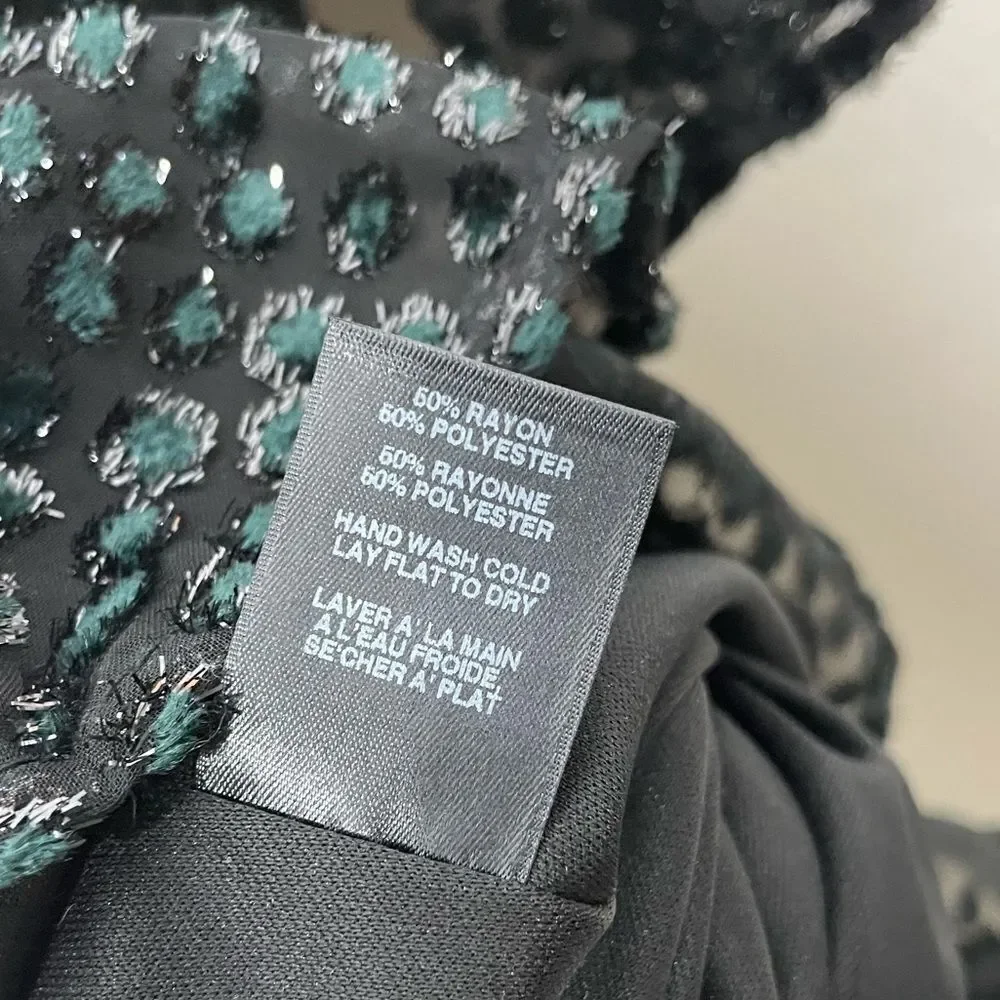 50% RAYON
50% POLYESTER
50% RAYONNE
50% POLYESTER
HAND WASH COLD
LAY FLAT TO DRY
LAVER A' LA MAIN
A L'EAU FROIDE,
SE'CHER A' PLAT